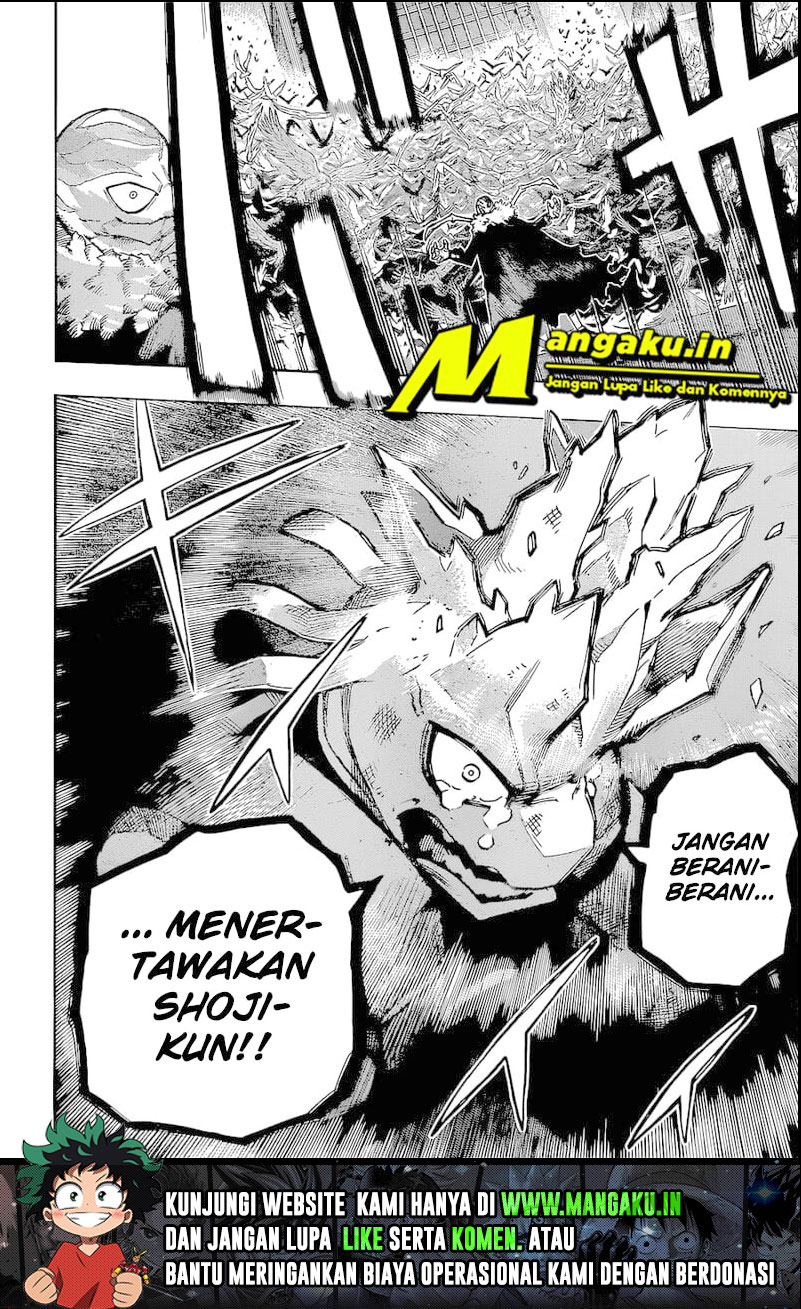 Mangaku.in
Jangan Lupa Like dan Komennya
JANGAN
BERANI-
BERANI...
... MENER-
TAWAKAN
SHOJI-
KUN!!
KUNJUNGI WEBSITE KAMI HANYA DI WWW.MANGAKU.IN
DAN JANGAN LUPA LIKE SERTA KOMEN. ATAU
BANTU MERINGANKAN BIAYA OPERASIONAL KAMI DENGAN BERDONASI